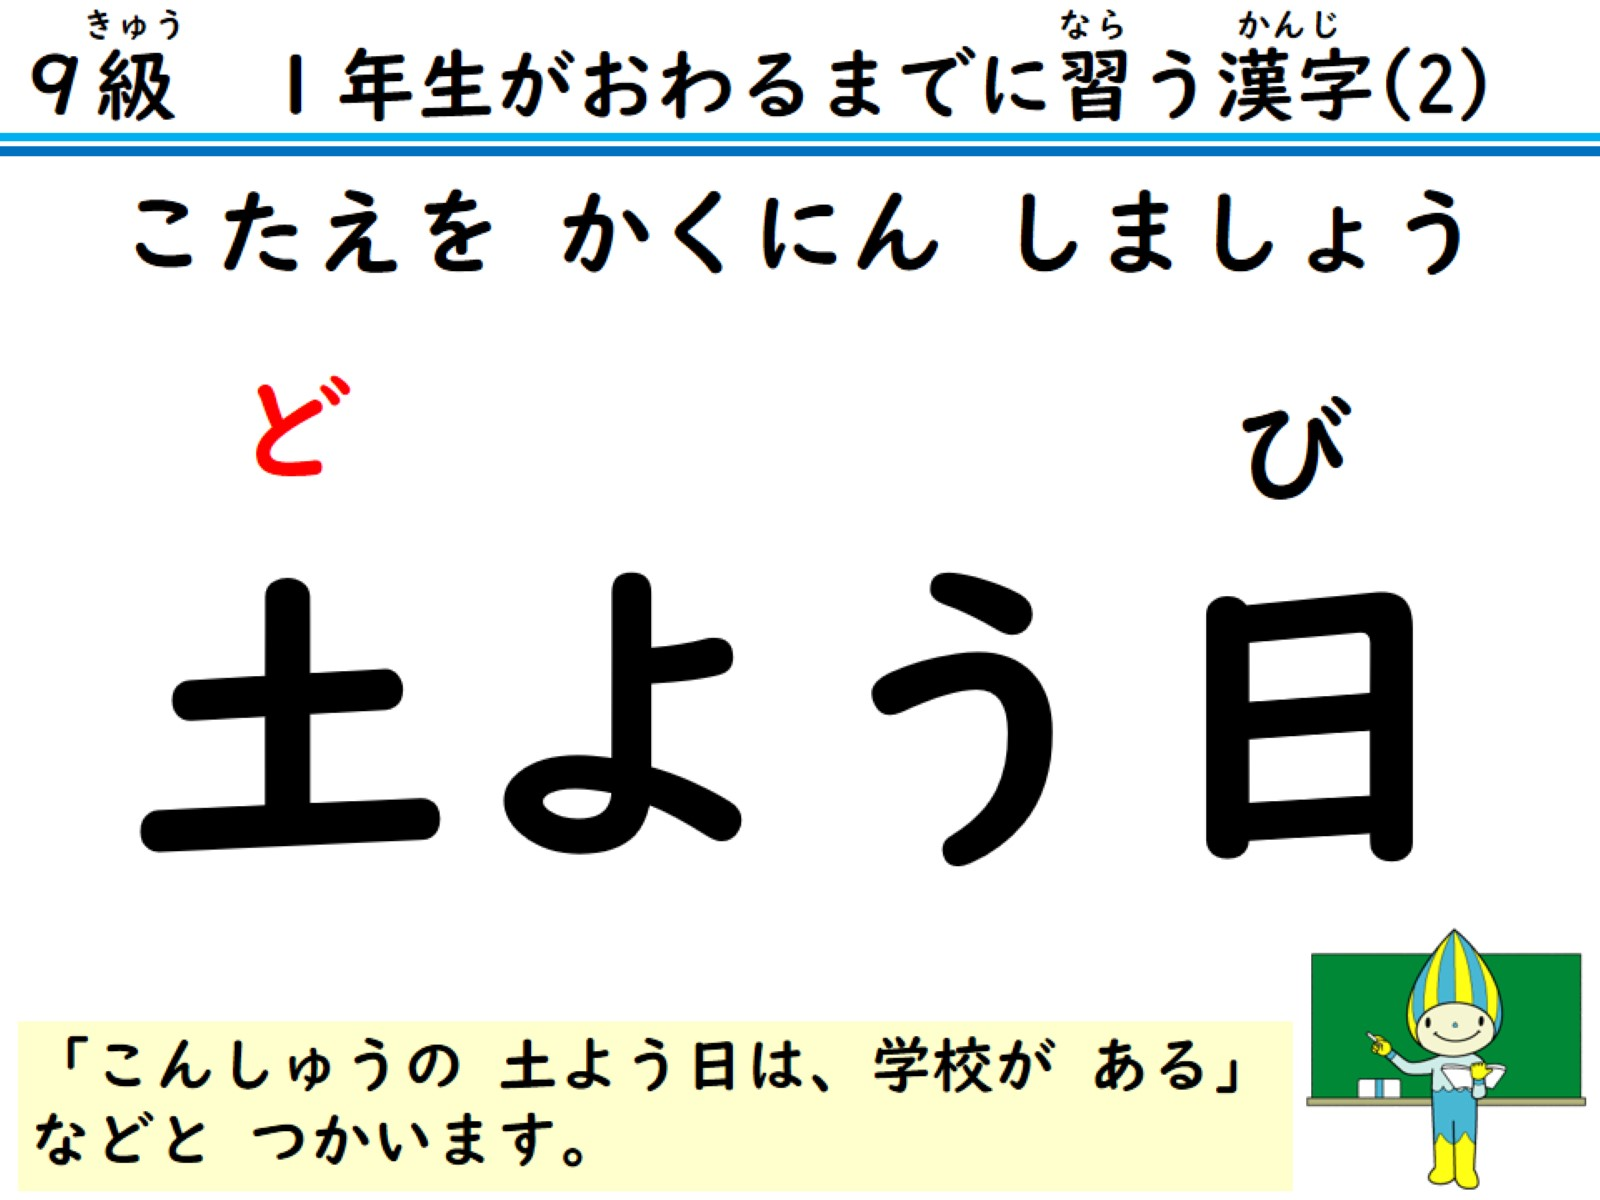 きゅう なら かんじ
9級 1年生がおわるまでに習う漢字(2)
こたえを かくにん しましょう
ど び
土よう日
「こんしゅうの 土よう日は、学校が ある」
などと つかいます。